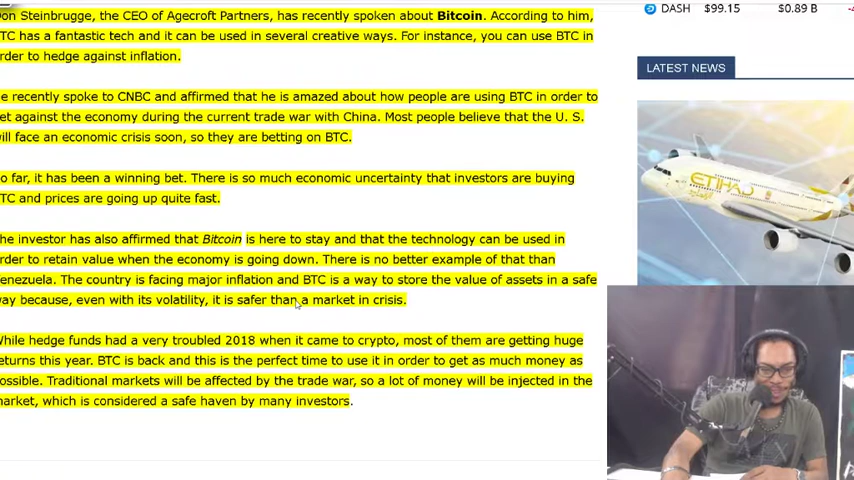 on Steinbrugge, the CEO of Agecroft Partners, has recently spoken about Bitcoin. According to him,
TC has a fantastic tech and it can be used in several creative ways. For instance, you can use BTC in
rder to hedge against inflation.
e recently spoke to CNBC and affirmed that he is amazed about how people are using BTC in order to
et against the economy during the current trade war with China. Most people believe that the U. S.
ill face an economic crisis soon, so they are betting on BTC.
o far, it has been a winning bet. There is so much economic uncertainty that investors are buying
TC and prices are going up quite fast.
he investor has also affirmed that Bitcoin is here to stay and that the technology can be used in
rder to retain value when the economy is going down. There is no better example of that than
enezuela. The country is facing major inflation and BTC is a way to store the value of assets in a safe
ay because, even with its volatility, it is safer than a market in crisis.
hile hedge funds had a very troubled 2018 when it came to crypto, most of them are getting huge
eturns this year. BTC is back and this is the perfect time to use it in order to get as much money as
ossible. Traditional markets will be affected by the trade war, so a lot of money will be injected in the
arket, which is considered a safe haven by many investors.
DASH $99.15 $0.89 B
LATEST NEWS
ETIHAD